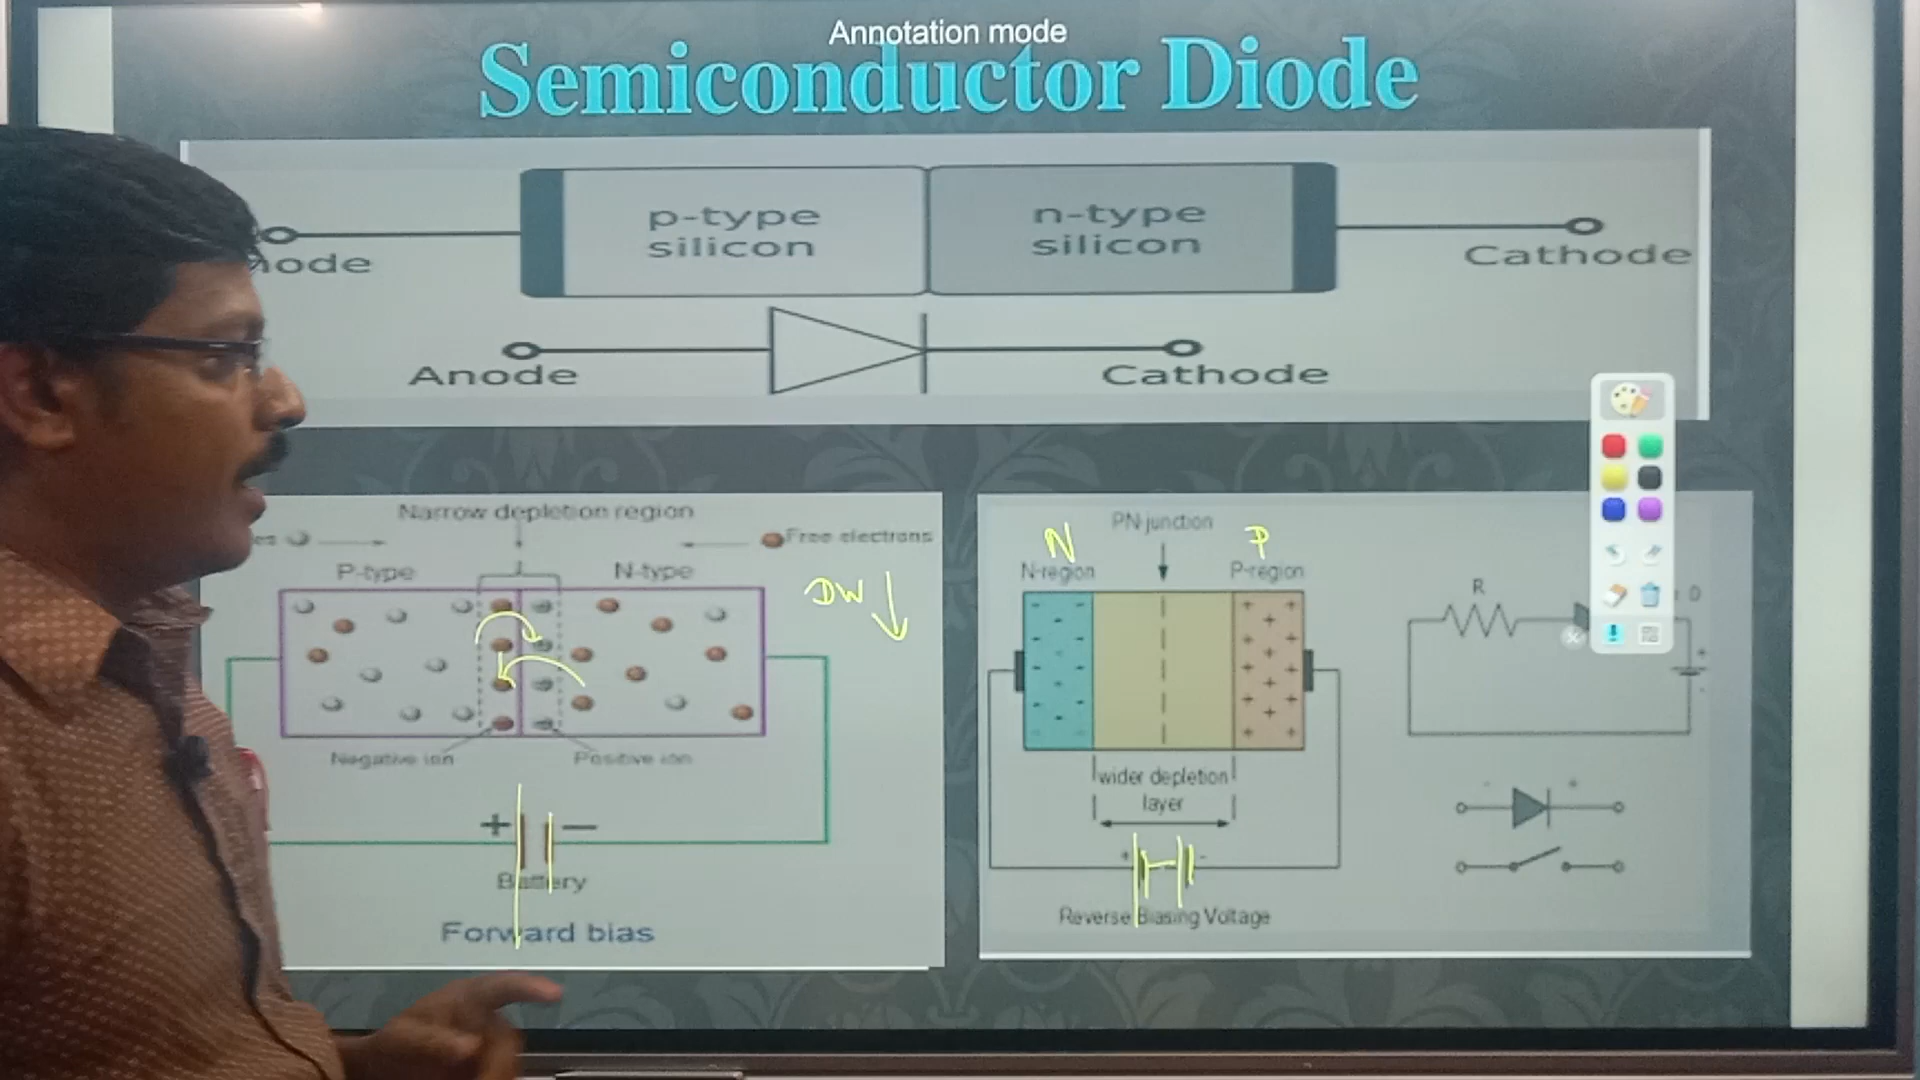 Annotation mode
Semiconductor Diode
p-type
silicon
n-type
silicon
Cathode
Anode
Cathode
Narrow depletion region
Free electrons
P-type
N-type
DW
Negative ion
Positive ion
+
−
Battery
Forward bias
PN-junction
N
P
N-region
P-region
wider depletion
layer
+
-
Reverse Biasing Voltage
R
D
+
-
- +